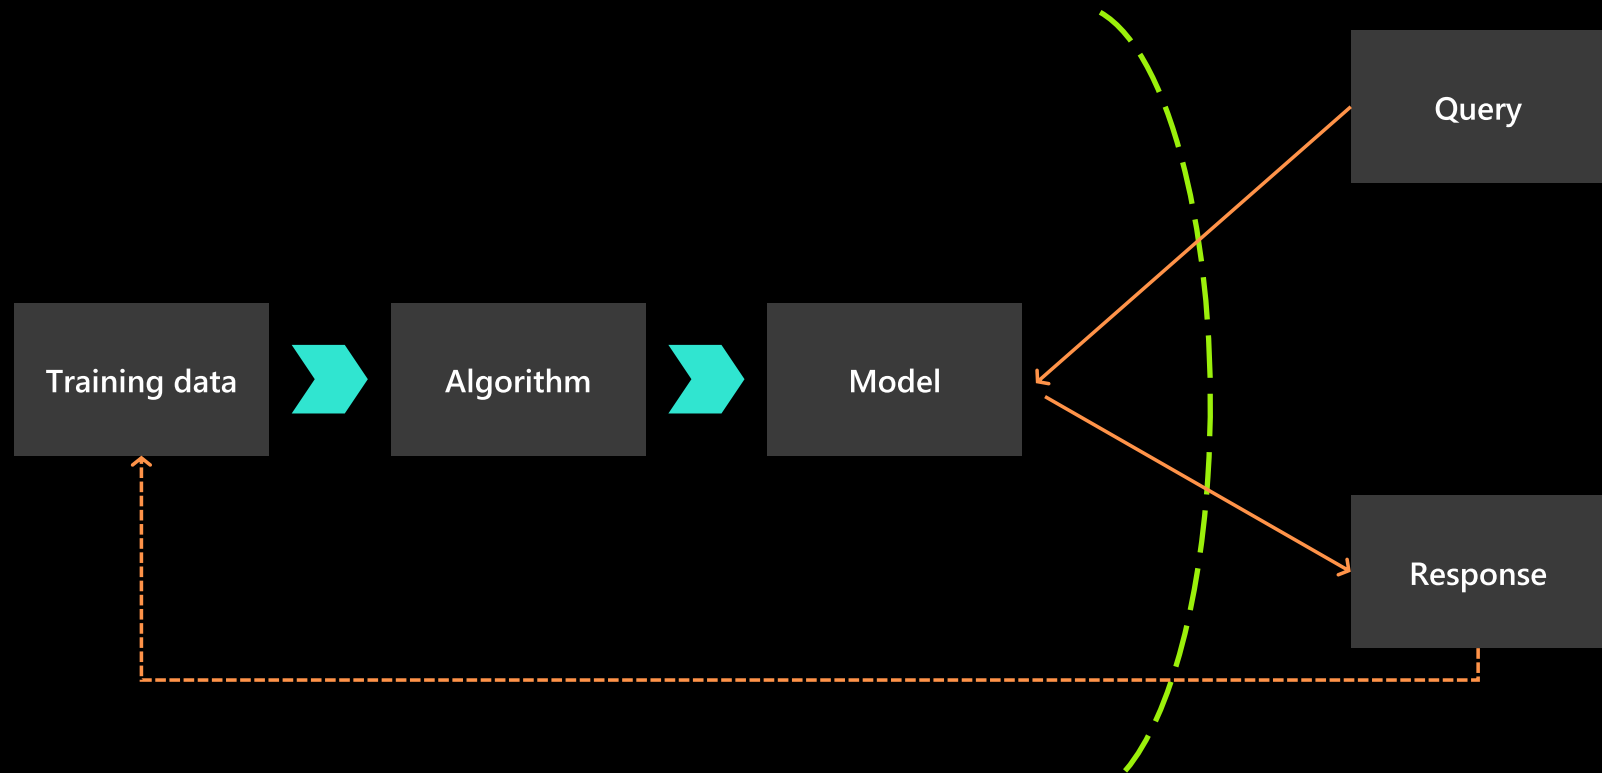 Query
Training data
Algorithm
Model
Response